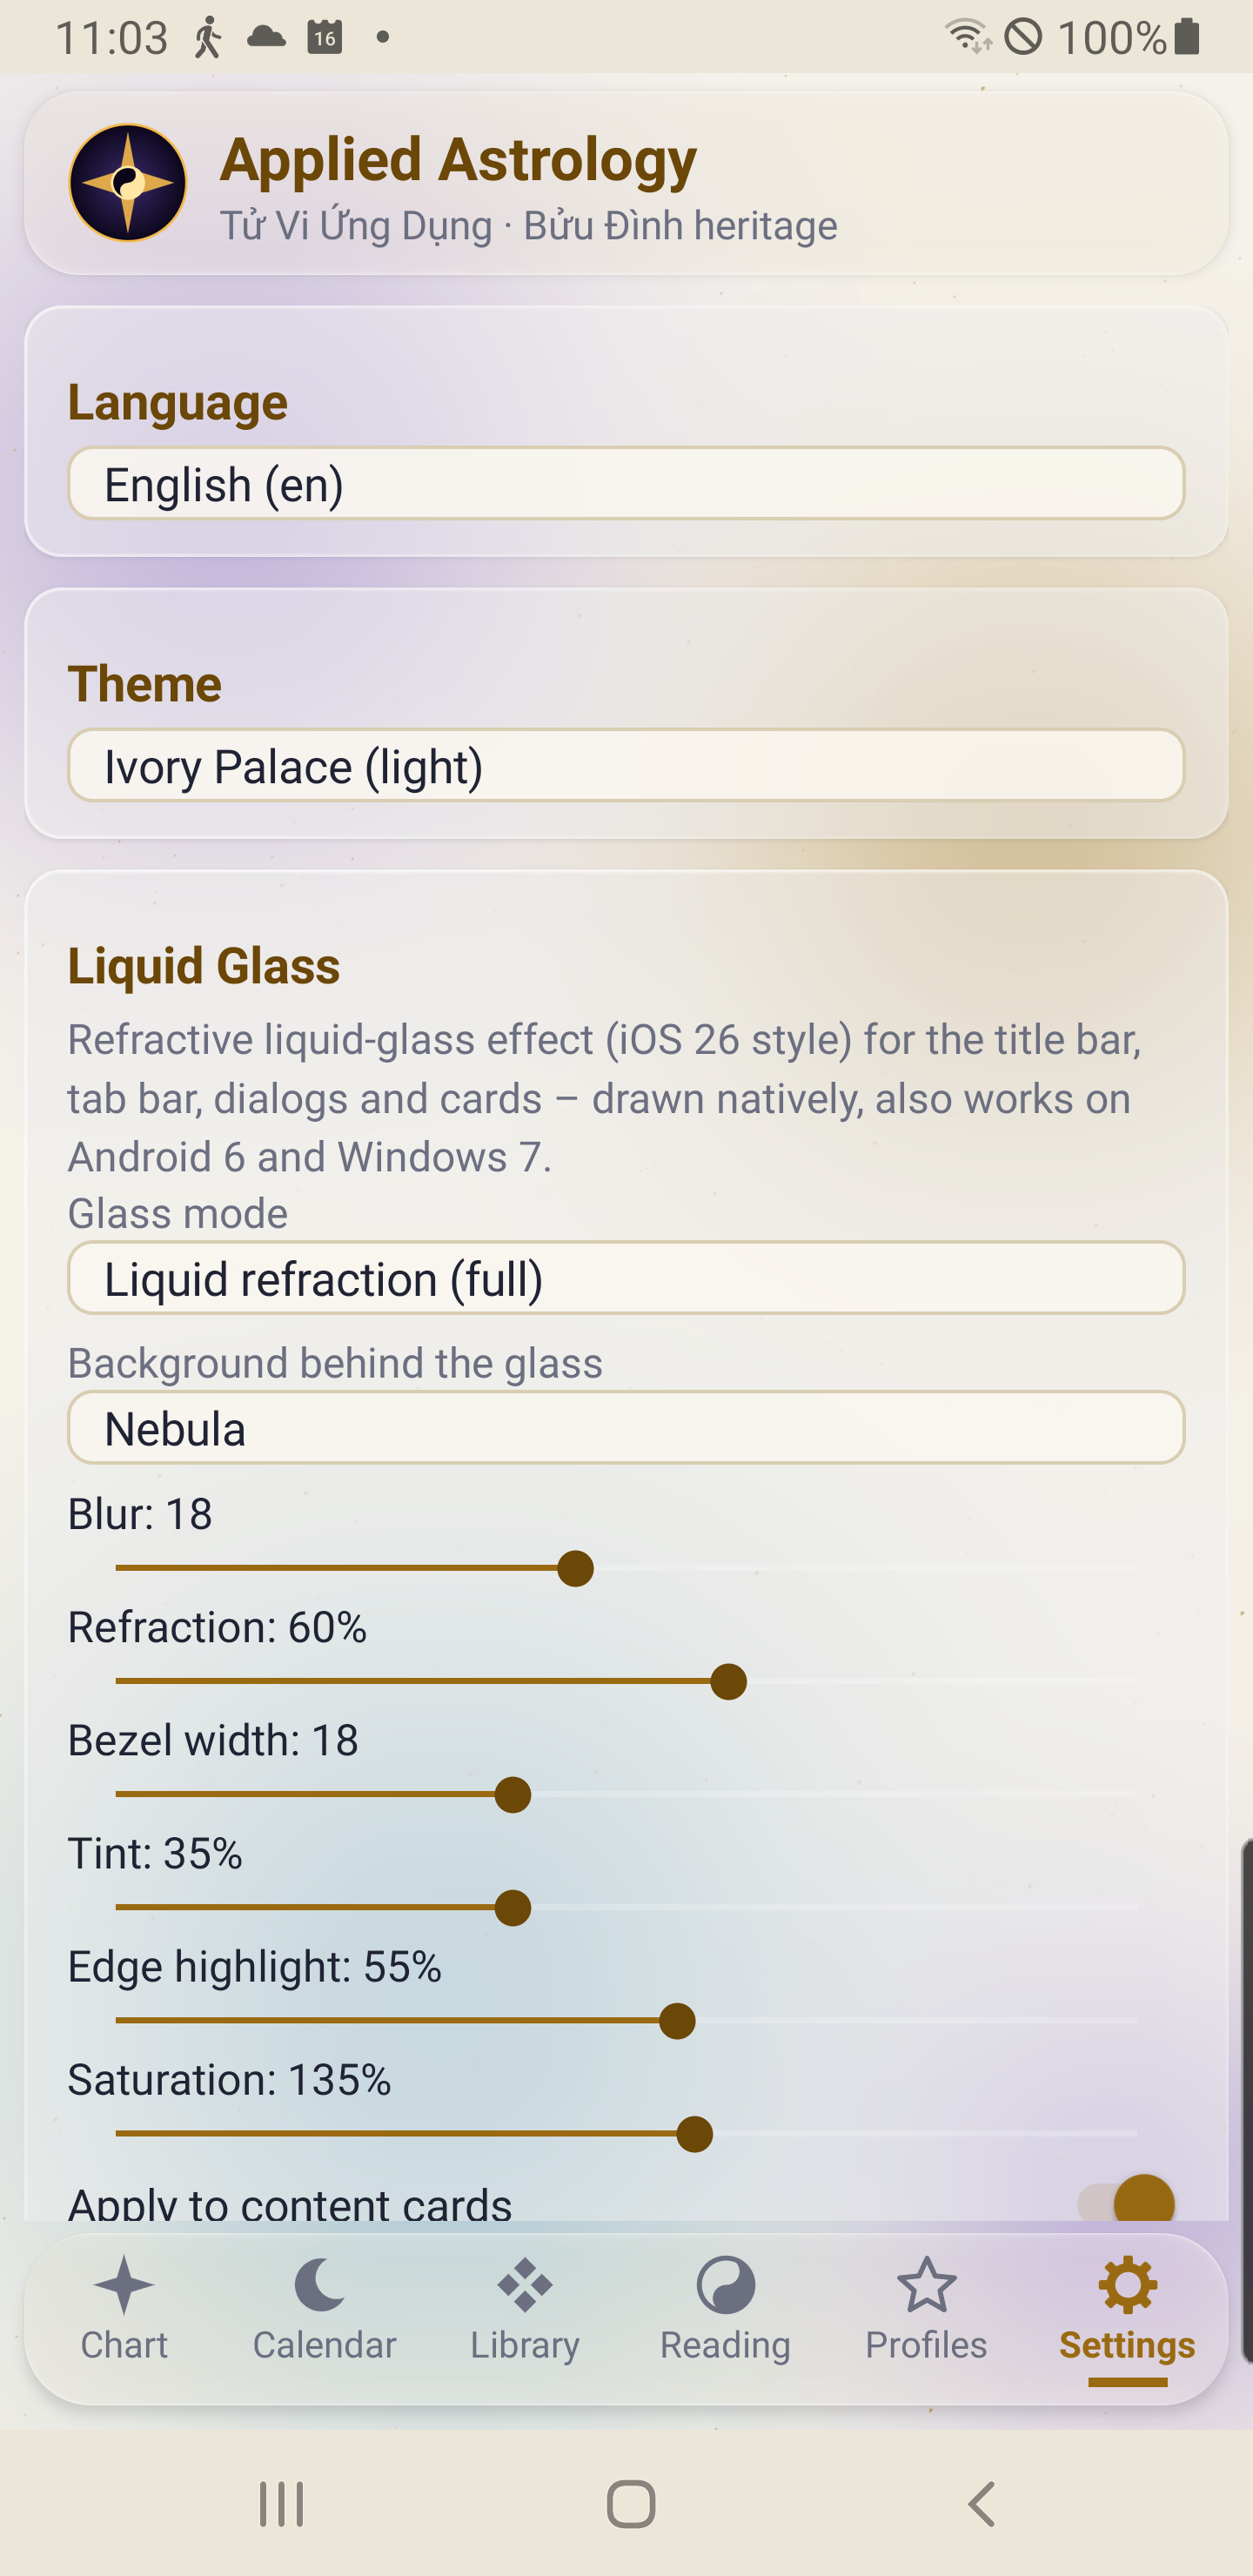 11:03
16
100%
Applied Astrology
Tử Vi Ứng Dụng · Bửu Đình heritage
Language
English (en)
Theme
Ivory Palace (light)
Liquid Glass
Refractive liquid-glass effect (iOS 26 style) for the title bar,
tab bar, dialogs and cards – drawn natively, also works on
Android 6 and Windows 7.
Glass mode
Liquid refraction (full)
Background behind the glass
Nebula
Blur: 18
Refraction: 60%
Bezel width: 18
Tint: 35%
Edge highlight: 55%
Saturation: 135%
Apply to content cards
Chart
Calendar
Library
Reading
Profiles
Settings